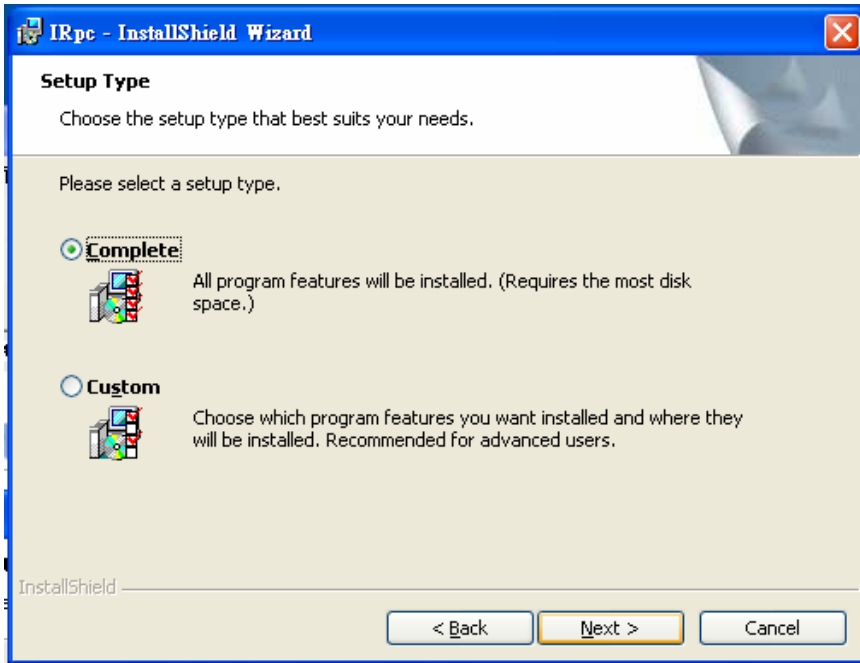 IRpc - InstallShield Wizard
Setup Type
Choose the setup type that best suits your needs.
Please select a setup type.
Complete
All program features will be installed. (Requires the most disk
space.)
Custom
Choose which program features you want installed and where they
will be installed. Recommended for advanced users.
InstallShield
< Back
Next >
Cancel